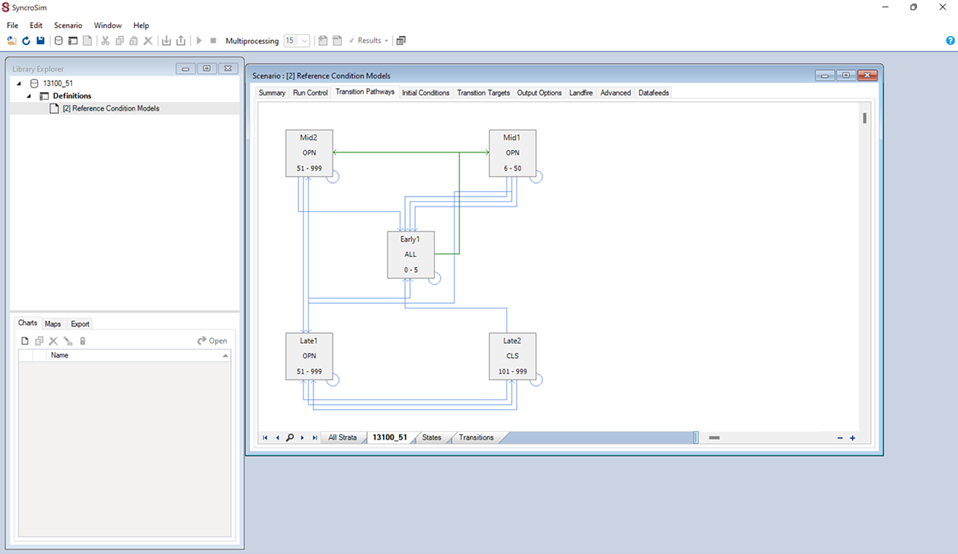 SyncroSim
File Edit Scenario Window Help
Multiprocessing 15 Results
Library Explorer
13100_51
Definitions
[2] Reference Condition Models
Charts Maps Export
Open
Name
Scenario : [2] Reference Condition Models
Summary Run Control Transition Pathways Initial Conditions Transition Targets Output Options Landfire Advanced Datafeeds
Mid2
OPN
51 - 999
Mid1
OPN
6 - 50
Early1
ALL
0 - 5
Late1
OPN
51 - 999
Late2
CLS
101 - 999
All Strata 13100_51 States Transitions